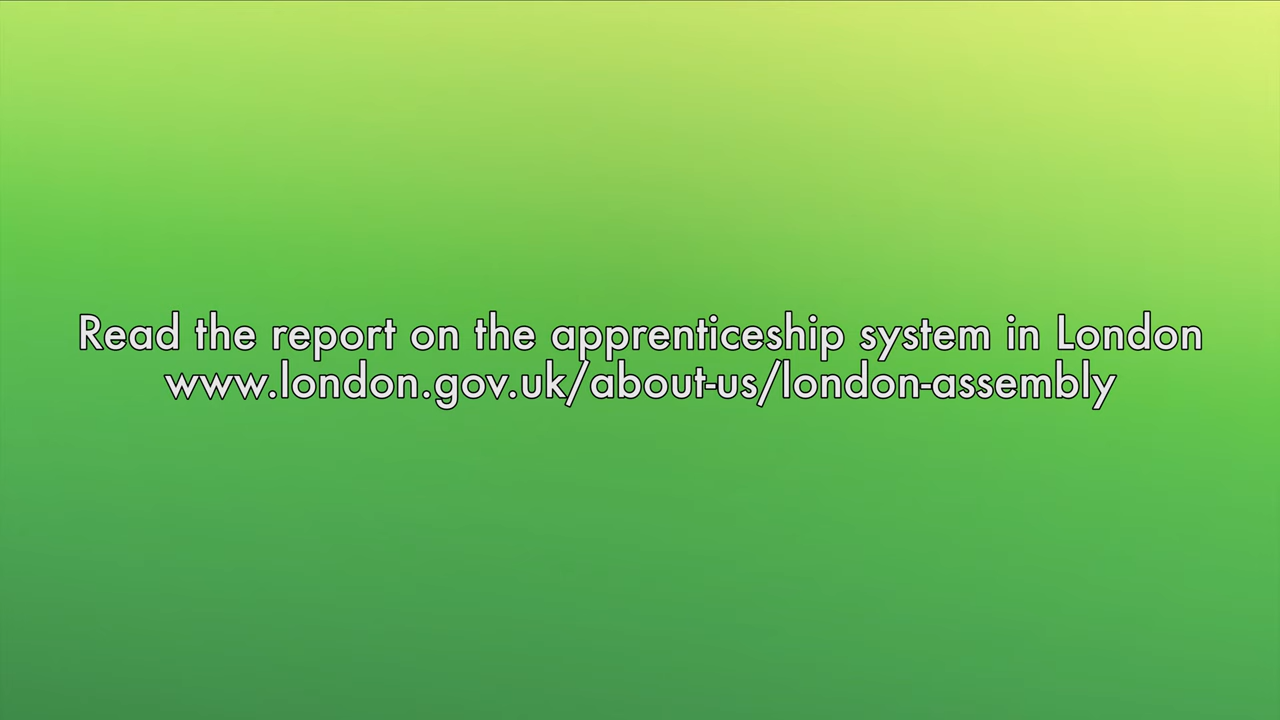 Read the report on the apprenticeship system in London
www.london.gov.uk/about-us/london-assembly